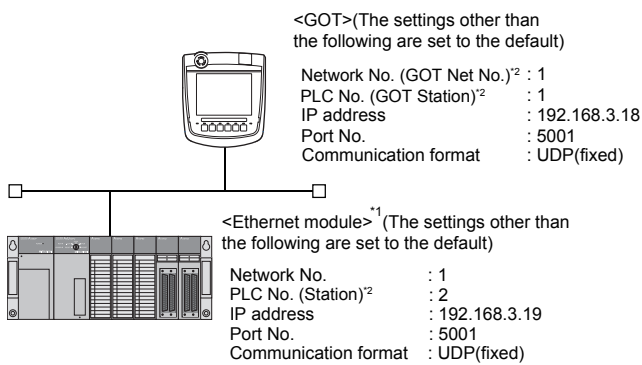 <GOT>(The settings other than
the following are set to the default)
Network No. (GOT Net No.)*2 : 1
PLC No. (GOT Station)*2 : 1
IP address : 192.168.3.18
Port No. : 5001
Communication format : UDP(fixed)
<Ethernet module>*1(The settings other than
the following are set to the default)
Network No. : 1
PLC No. (Station)*2 : 2
IP address : 192.168.3.19
Port No. : 5001
Communication format : UDP(fixed)